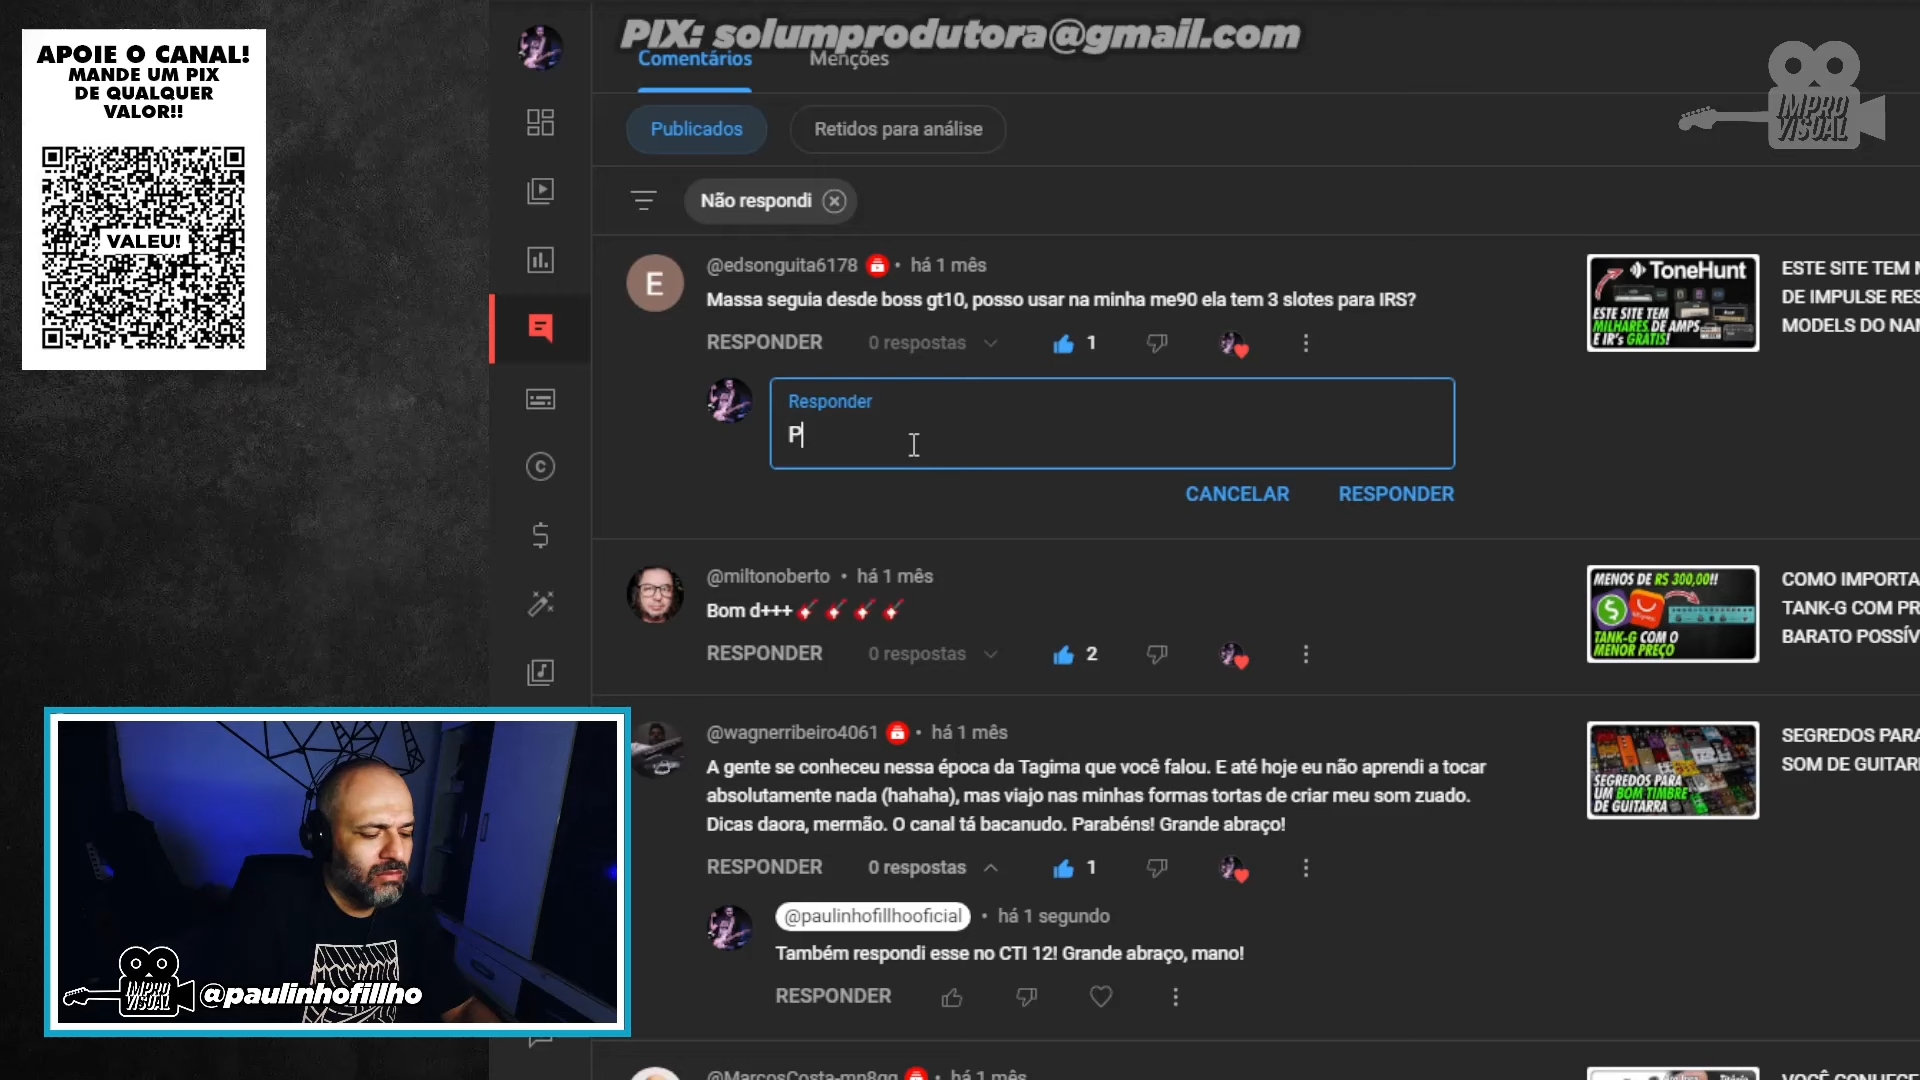 APOIE O CANAL!
MANDE UM PIX
DE QUALQUER
VALOR!!
VALEU!
PIX: solumprodutora@gmail.com
Comentários
Menções
IMPRO
VISUAL
Publicados
Retidos para análise
Não respondi
E
@edsonguita6178 • há 1 mês
Massa seguia desde boss gt10, posso usar na minha me90 ela tem 3 slotes para IRS?
RESPONDER 0 respostas 1
ToneHunt
ESTE SITE TEM
MILHARES DE AMPS
E IR's GRÁTIS!
ESTE SITE TEM
DE IMPULSE RES
MODELS DO NA
Responder
P
CANCELAR RESPONDER
@miltonoberto • há 1 mês
Bom d+++
RESPONDER 0 respostas 2
MENOS DE R$ 300,00!!
TANK-G COM O
MENOR PREÇO
COMO IMPORTA
TANK-G COM PR
BARATO POSSÍV
@wagnerribeiro4061 • há 1 mês
A gente se conheceu nessa época da Tagima que você falou. E até hoje eu não aprendi a tocar
absolutamente nada (hahaha), mas viajo nas minhas formas tortas de criar meu som zuado.
Dicas daora, mermão. O canal tá bacanudo. Parabéns! Grande abraço!
RESPONDER 0 respostas 1
SEGREDOS PARA
UM BOM TIMBRE
DE GUITARRA
SEGREDOS PARA
SOM DE GUITAR
@paulinhofillhooficial • há 1 segundo
Também respondi esse no CTI 12! Grande abraço, mano!
RESPONDER
IMPRO
VISUAL
@paulinhofillho
@MarcosCosta-mn8gg • há 1 mês
VOCÊ CONHECE